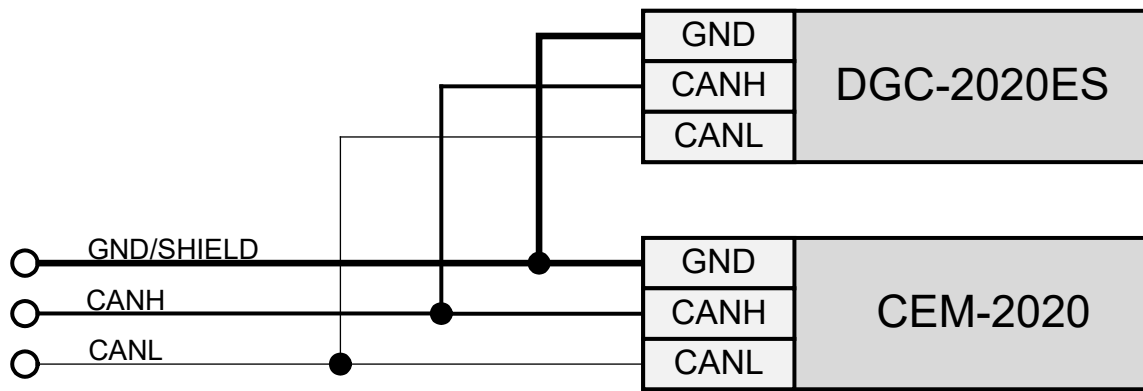 GND
CANH
CANL
DGC-2020ES
GND/SHIELD
CANH
CANL
GND
CANH
CANL
CEM-2020